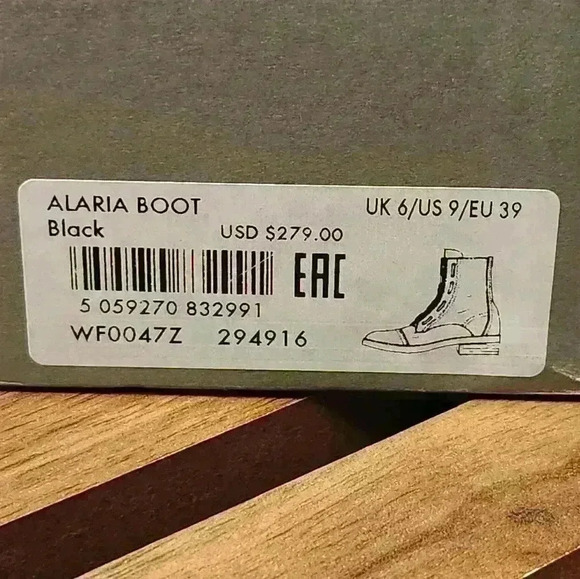 ALARIA BOOT UK 6/US 9/EU 39
Black USD $279.00
EAC
5 059270 832991
WF0047Z 294916